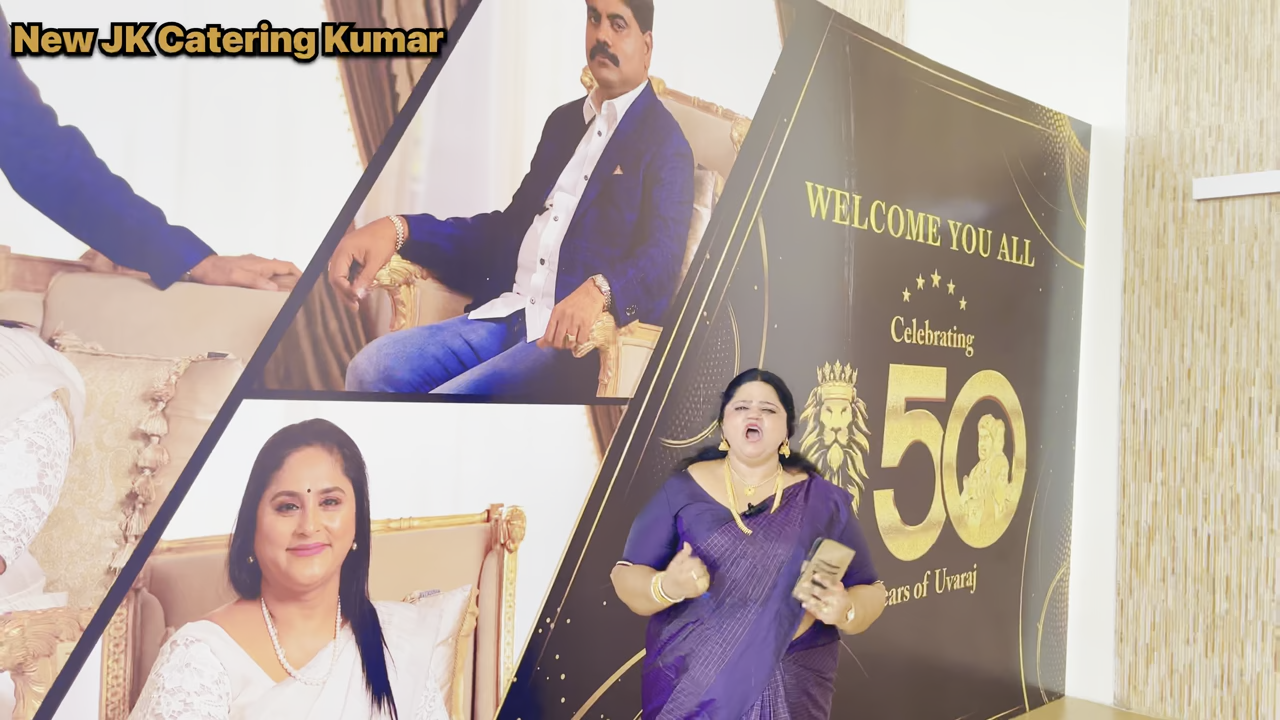 New JK Catering Kumar
WELCOME YOU ALL
Celebrating
50
ears of Uvaraj